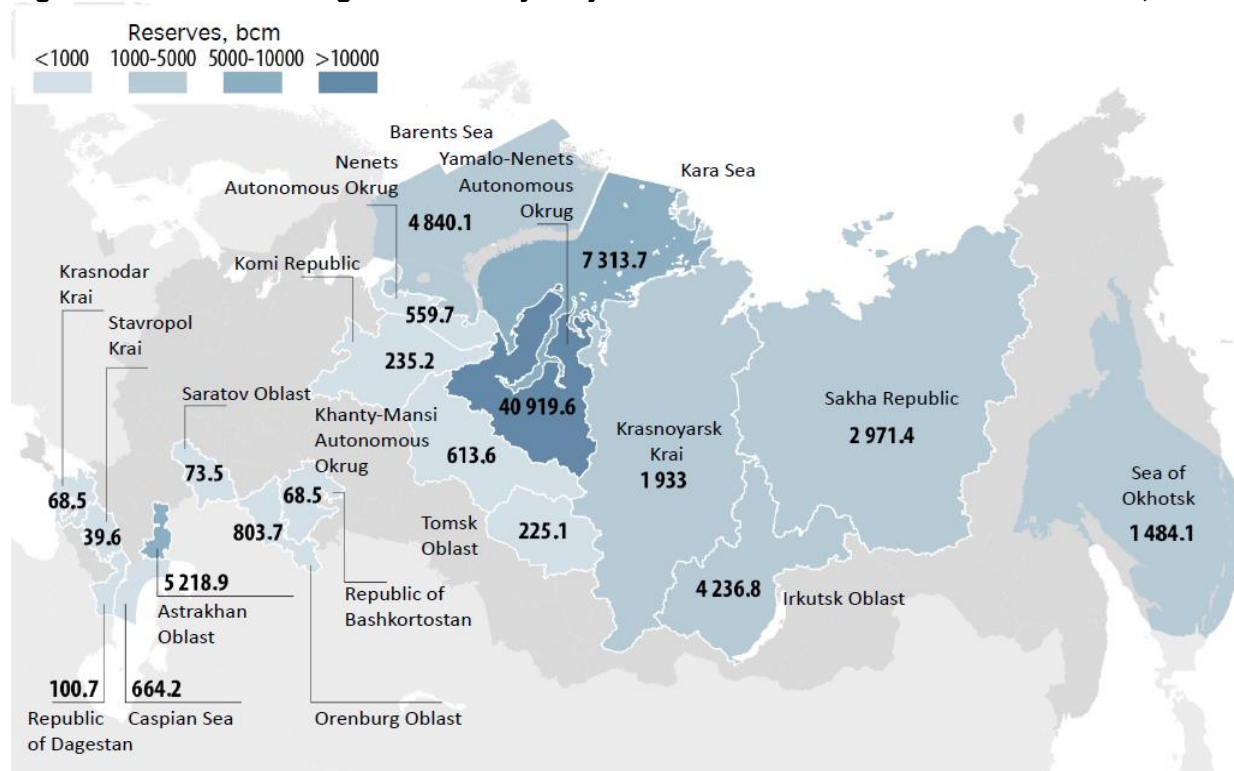 Reserves, bcm
<1000 1000-5000 5000-10000 >10000
Barents Sea
Nenets
Autonomous Okrug
Yamalo-Nenets
Autonomous
Okrug
Kara Sea
4 840.1
7 313.7
Komi Republic
Krasnodar
Krai
Stavropol
Krai
559.7
235.2
Saratov Oblast
40 919.6
Khanty-Mansi
Autonomous
Okrug
613.6
Krasnoyarsk
Krai
1 933
Sakha Republic
2 971.4
Sea of
Okhotsk
1 484.1
73.5
68.5
68.5
39.6
803.7
Tomsk
Oblast
225.1
5 218.9
Astrakhan
Oblast
Republic of
Bashkortostan
4 236.8
Irkutsk Oblast
100.7
664.2
Republic
of Dagestan
Caspian Sea
Orenburg Oblast